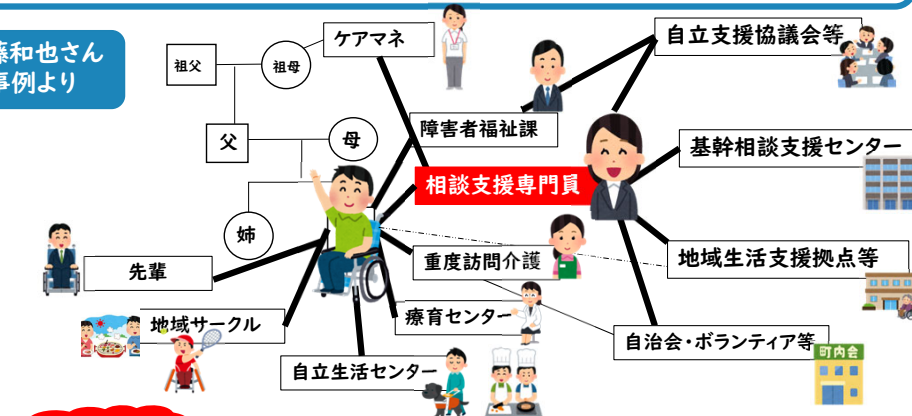 藤和也さん
事例より
祖父
祖母
ケアマネ
自立支援協議会等
父
母
障害者福祉課
基幹相談支援センター
相談支援専門員
姉
先輩
重度訪問介護
地域生活支援拠点等
地域サークル
療育センター
自治会・ボランティア等
町内会
自立生活センター